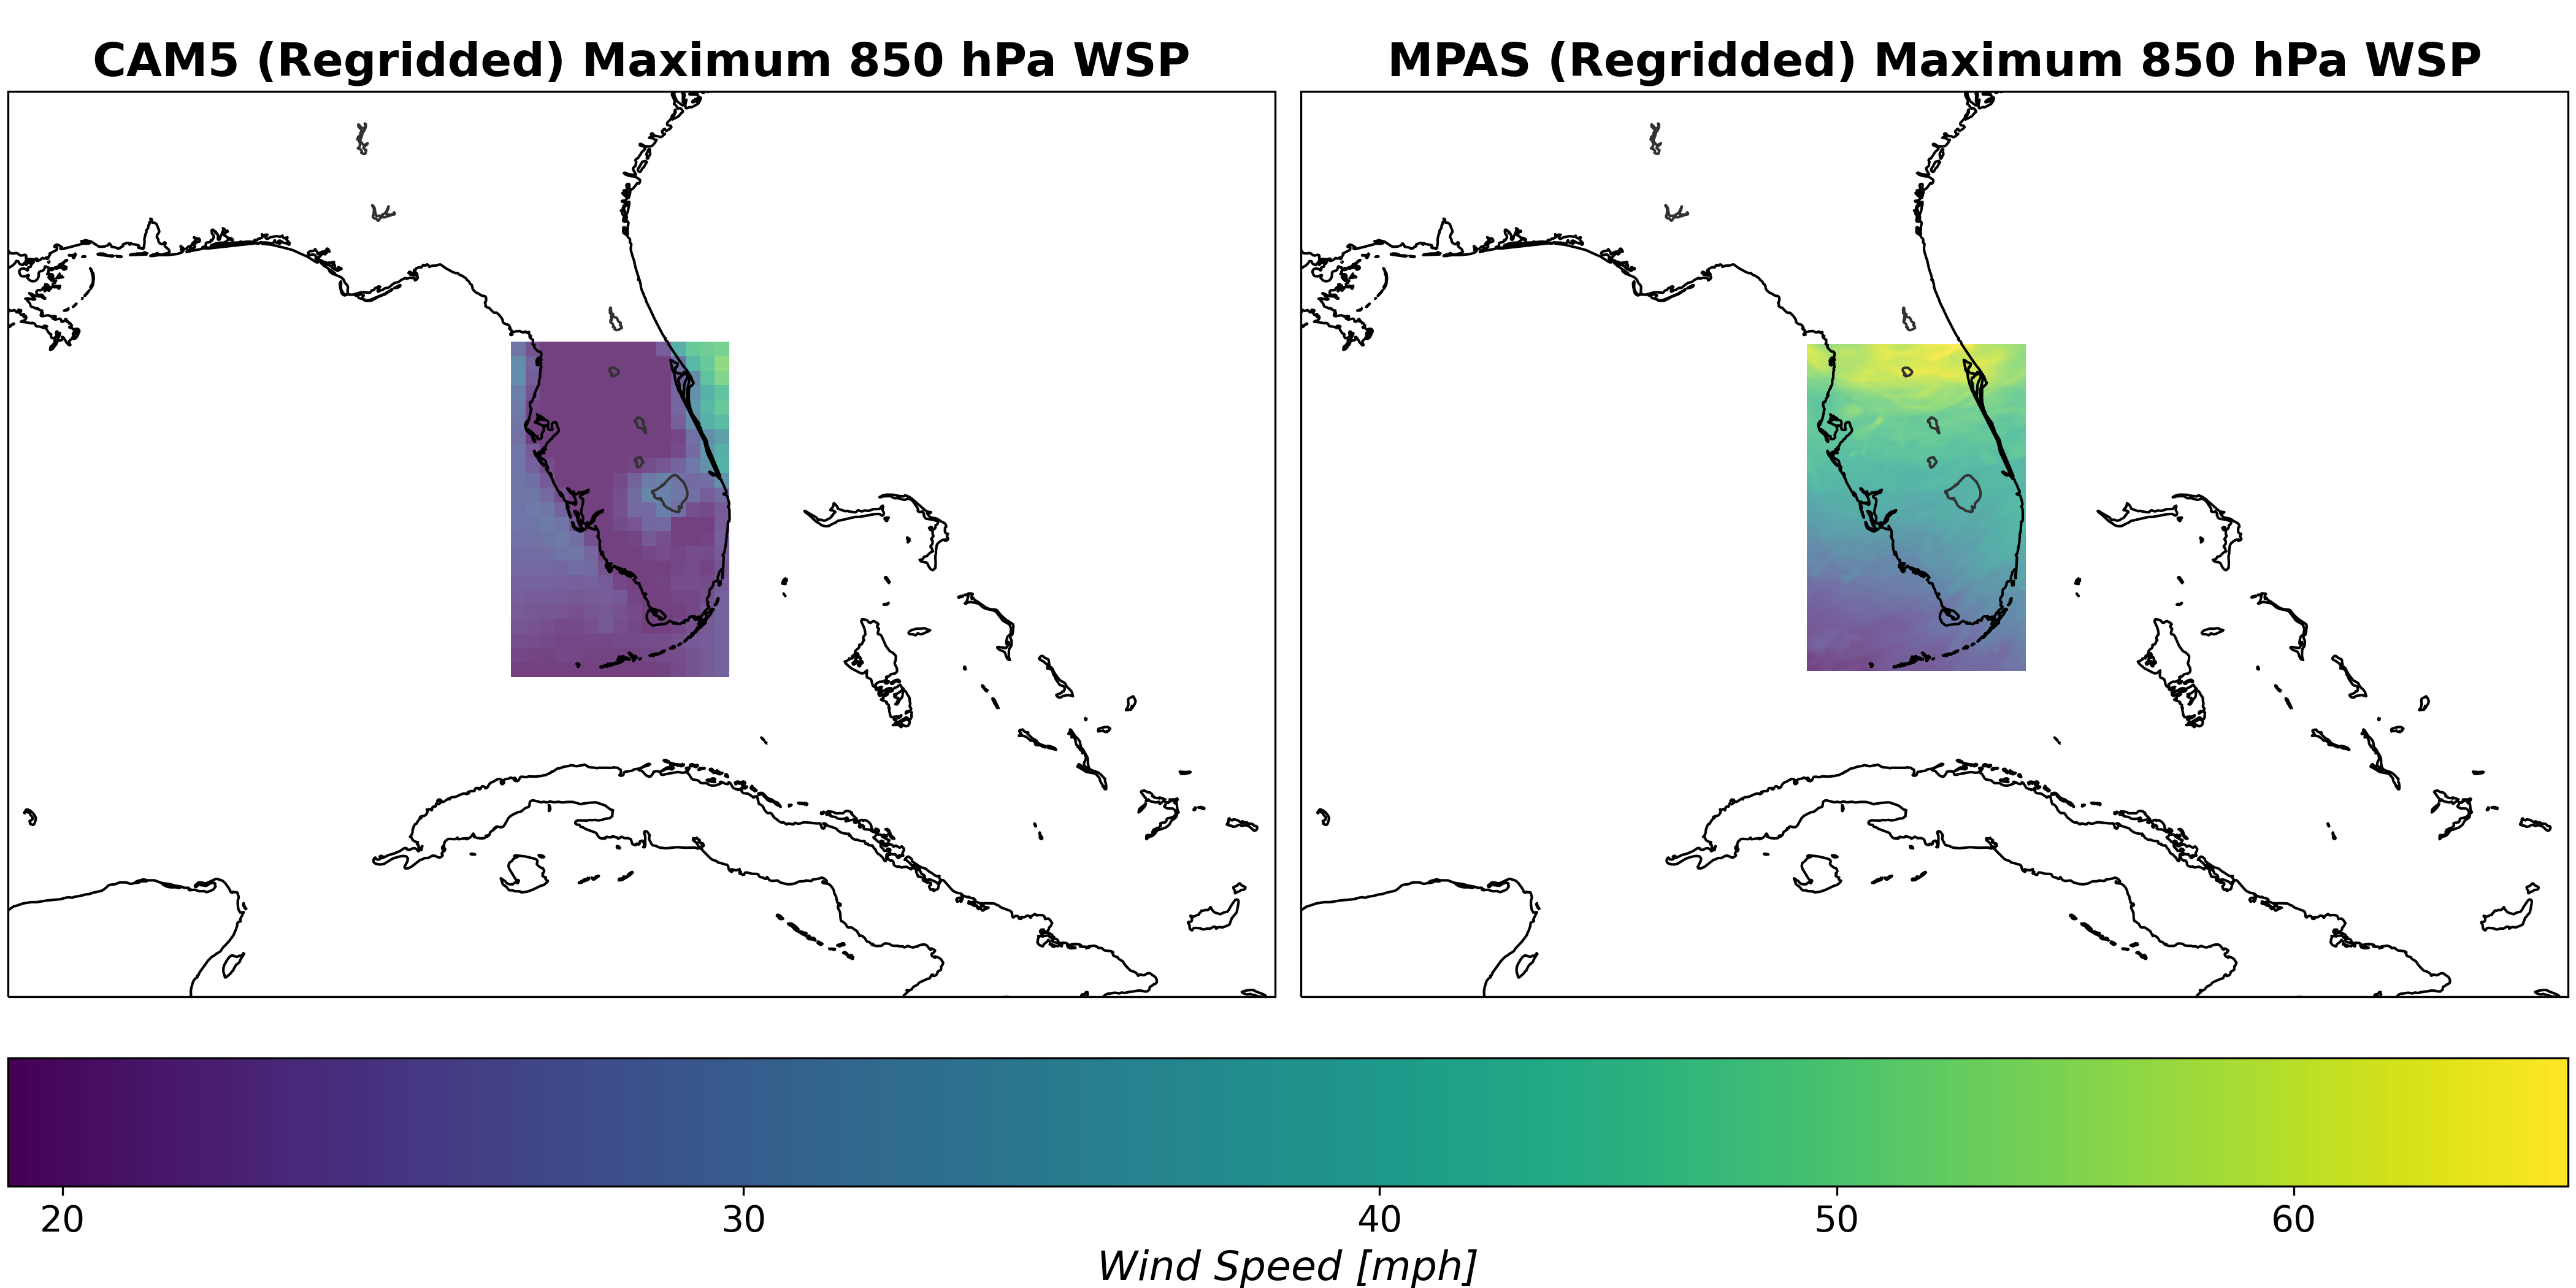 CAM5 (Regridded) Maximum 850 hPa WSP
MPAS (Regridded) Maximum 850 hPa WSP
20 30 40 50 60
Wind Speed [mph]